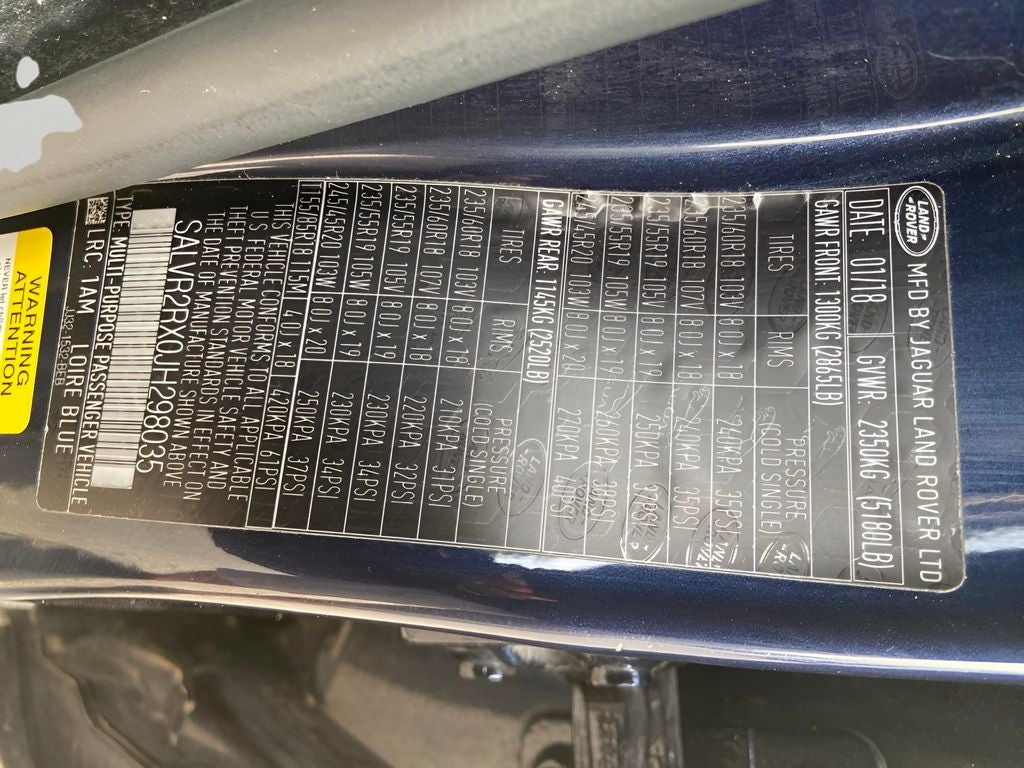 LAND ROVER MFD BY JAGUAR LAND ROVER LTD
DATE: 01/18 GVWR: 2350KG (5180LB)
GAWR FRONT: 1300KG (2865LB)
TIRES RIMS PRESSURE (COLD SINGLE)
235/60R18 103V 8.0J x 18 240KPA 35PSI
235/60R18 107V 8.0J x 18 240KPA 35PSI
235/55R19 105V 8.0J x 19 250KPA
235/55R19 105W 8.0J x 19 260KPA 38PSI
245/45R20 103W 8.0J x 20 270KPA 40PSI
GAWR REAR: 1145KG (2520LB)
TIRES RIMS PRESSURE (COLD SINGLE)
235/60R18 103V 8.0J x 18 210KPA 31PSI
235/60R18 107V 8.0J x 18 220KPA 32PSI
235/55R19 105V 8.0J x 19 230KPA 34PSI
235/55R19 105W 8.0J x 19 230KPA 34PSI
245/45R20 103W 8.0J x 20 250KPA 37PSI
T155/85R18 115M 4.0J x 18 420KPA 61PSI
THIS VEHICLE CONFORMS TO ALL APPLICABLE
U.S FEDERAL MOTOR VEHICLE SAFETY AND
THEFT PREVENTION STANDARDS IN EFFECT ON
THE DATE OF MANUFACTURE SHOWN ABOVE
SALVR2RX0JH298035
TYPE: MULTI-PURPOSE PASSENGER VEHICLE
LRC: 1AM LOIRE BLUE
WARNING
ATTENTION